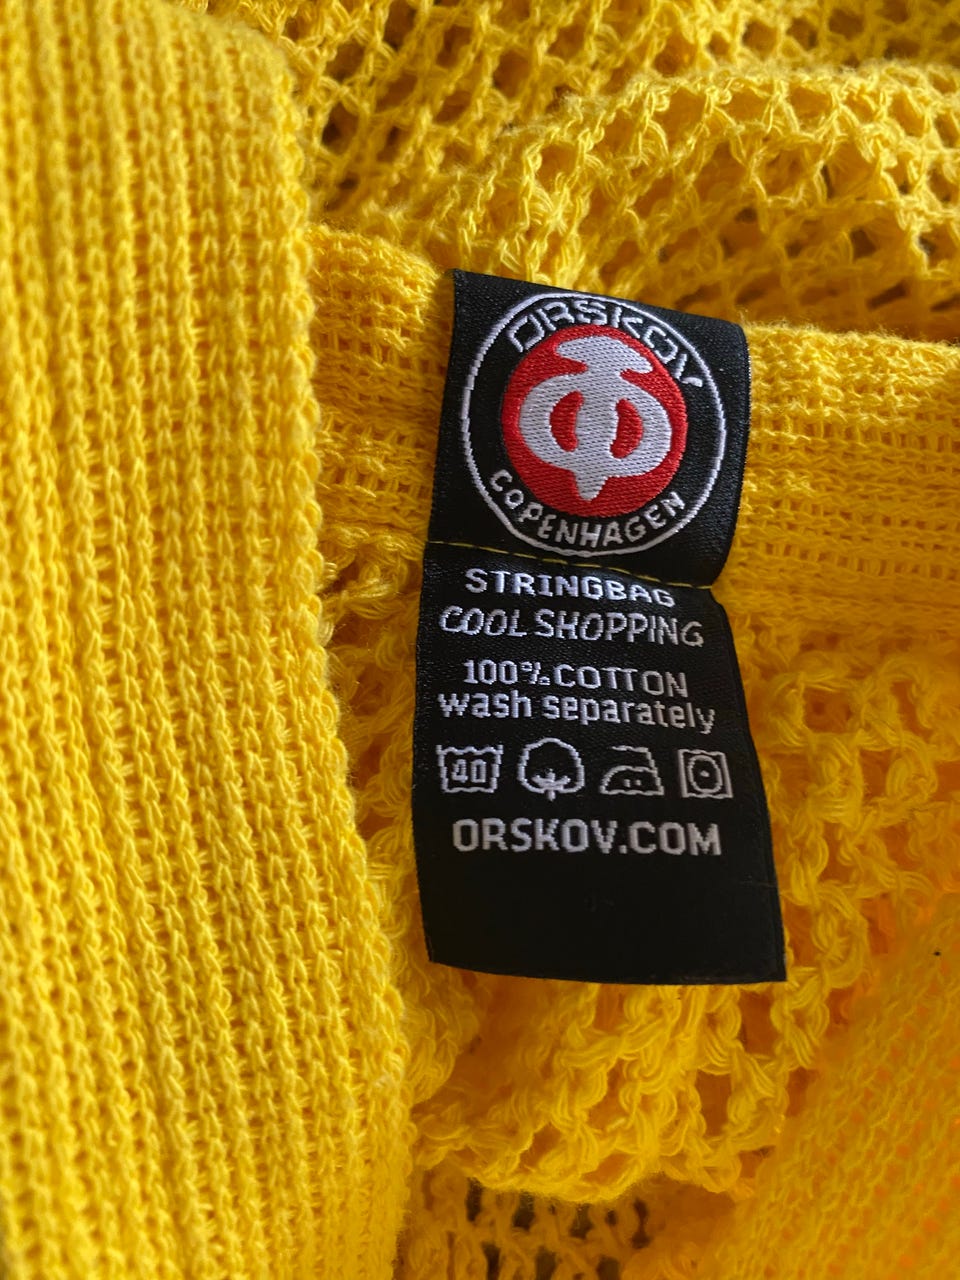 ORSKOV
COPENHAGEN
STRINGBAG
COOL SHOPPING
100% COTTON
wash separately
40
ORSKOV.COM